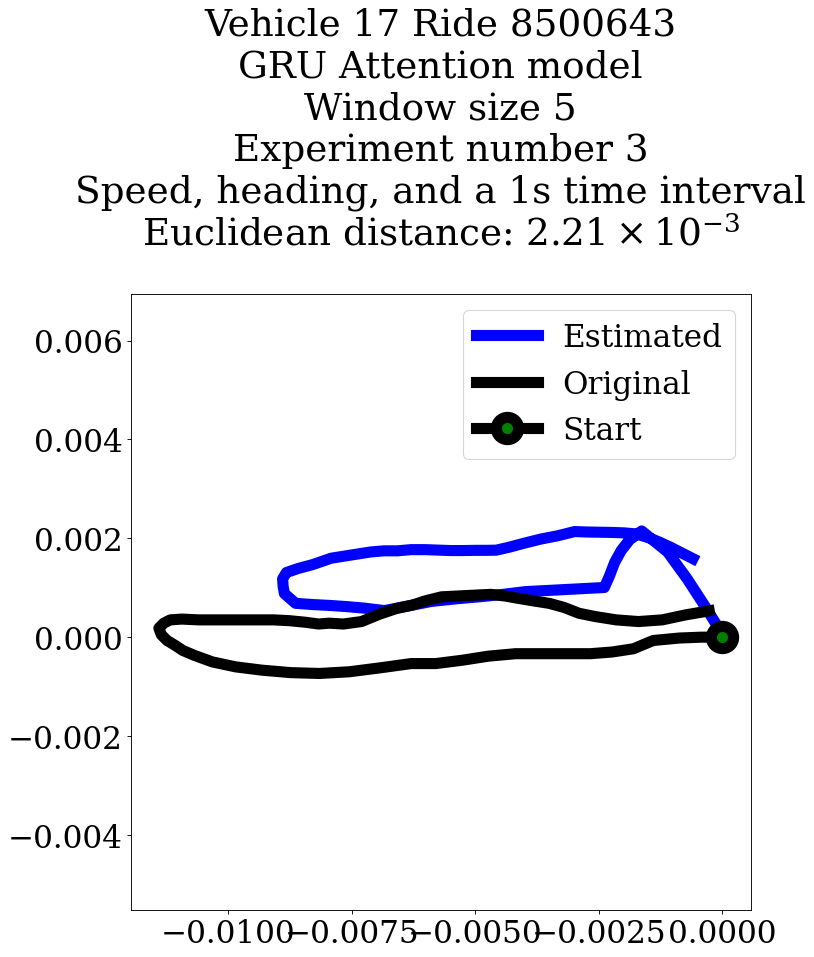 Vehicle 17 Ride 8500643
GRU Attention model
Window size 5
Experiment number 3
Speed, heading, and a 1s time interval
Euclidean distance: 2.21 × 10⁻³
Estimated
Original
Start
0.006
0.004
0.002
0.000
−0.002
−0.004
−0.0100 −0.0075 −0.0050 −0.0025 0.0000